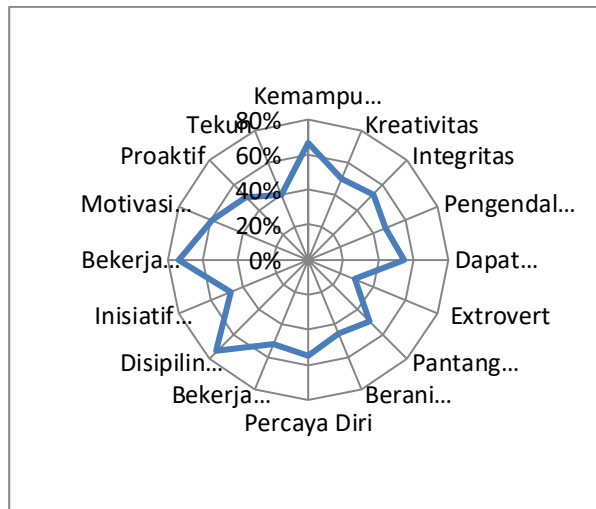 Kemampu...
Kreativitas
Integritas
Pengendal...
Dapat...
Extrovert
Pantang...
Berani...
Percaya Diri
Bekerja...
Disipilin...
Inisiatif...
Bekerja...
Motivasi...
Proaktif
Tekun
80%
60%
40%
20%
0%